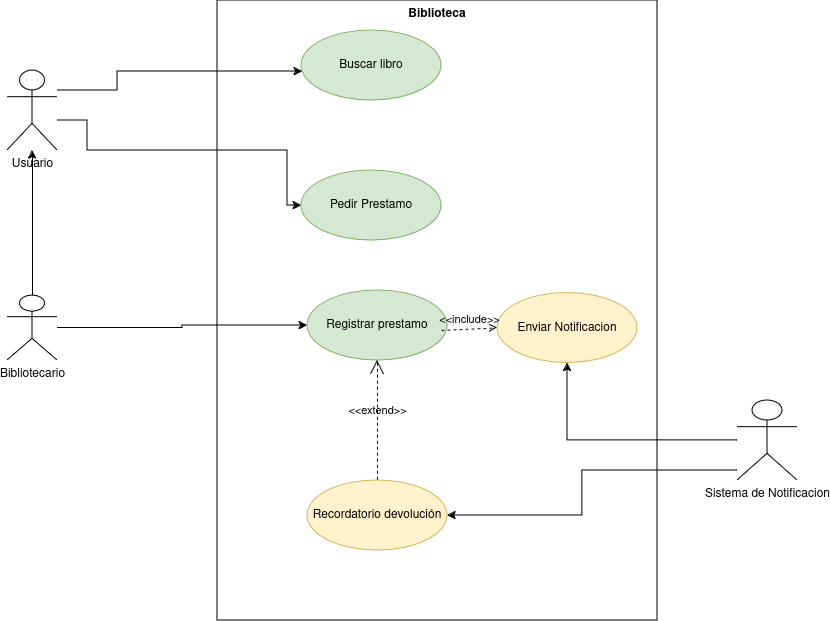 Biblioteca
Buscar libro
Usuario
Pedir Prestamo
Registrar prestamo
<<include>>
Enviar Notificacion
Bibliotecario
<<extend>>
Sistema de Notificacion
Recordatorio devolución